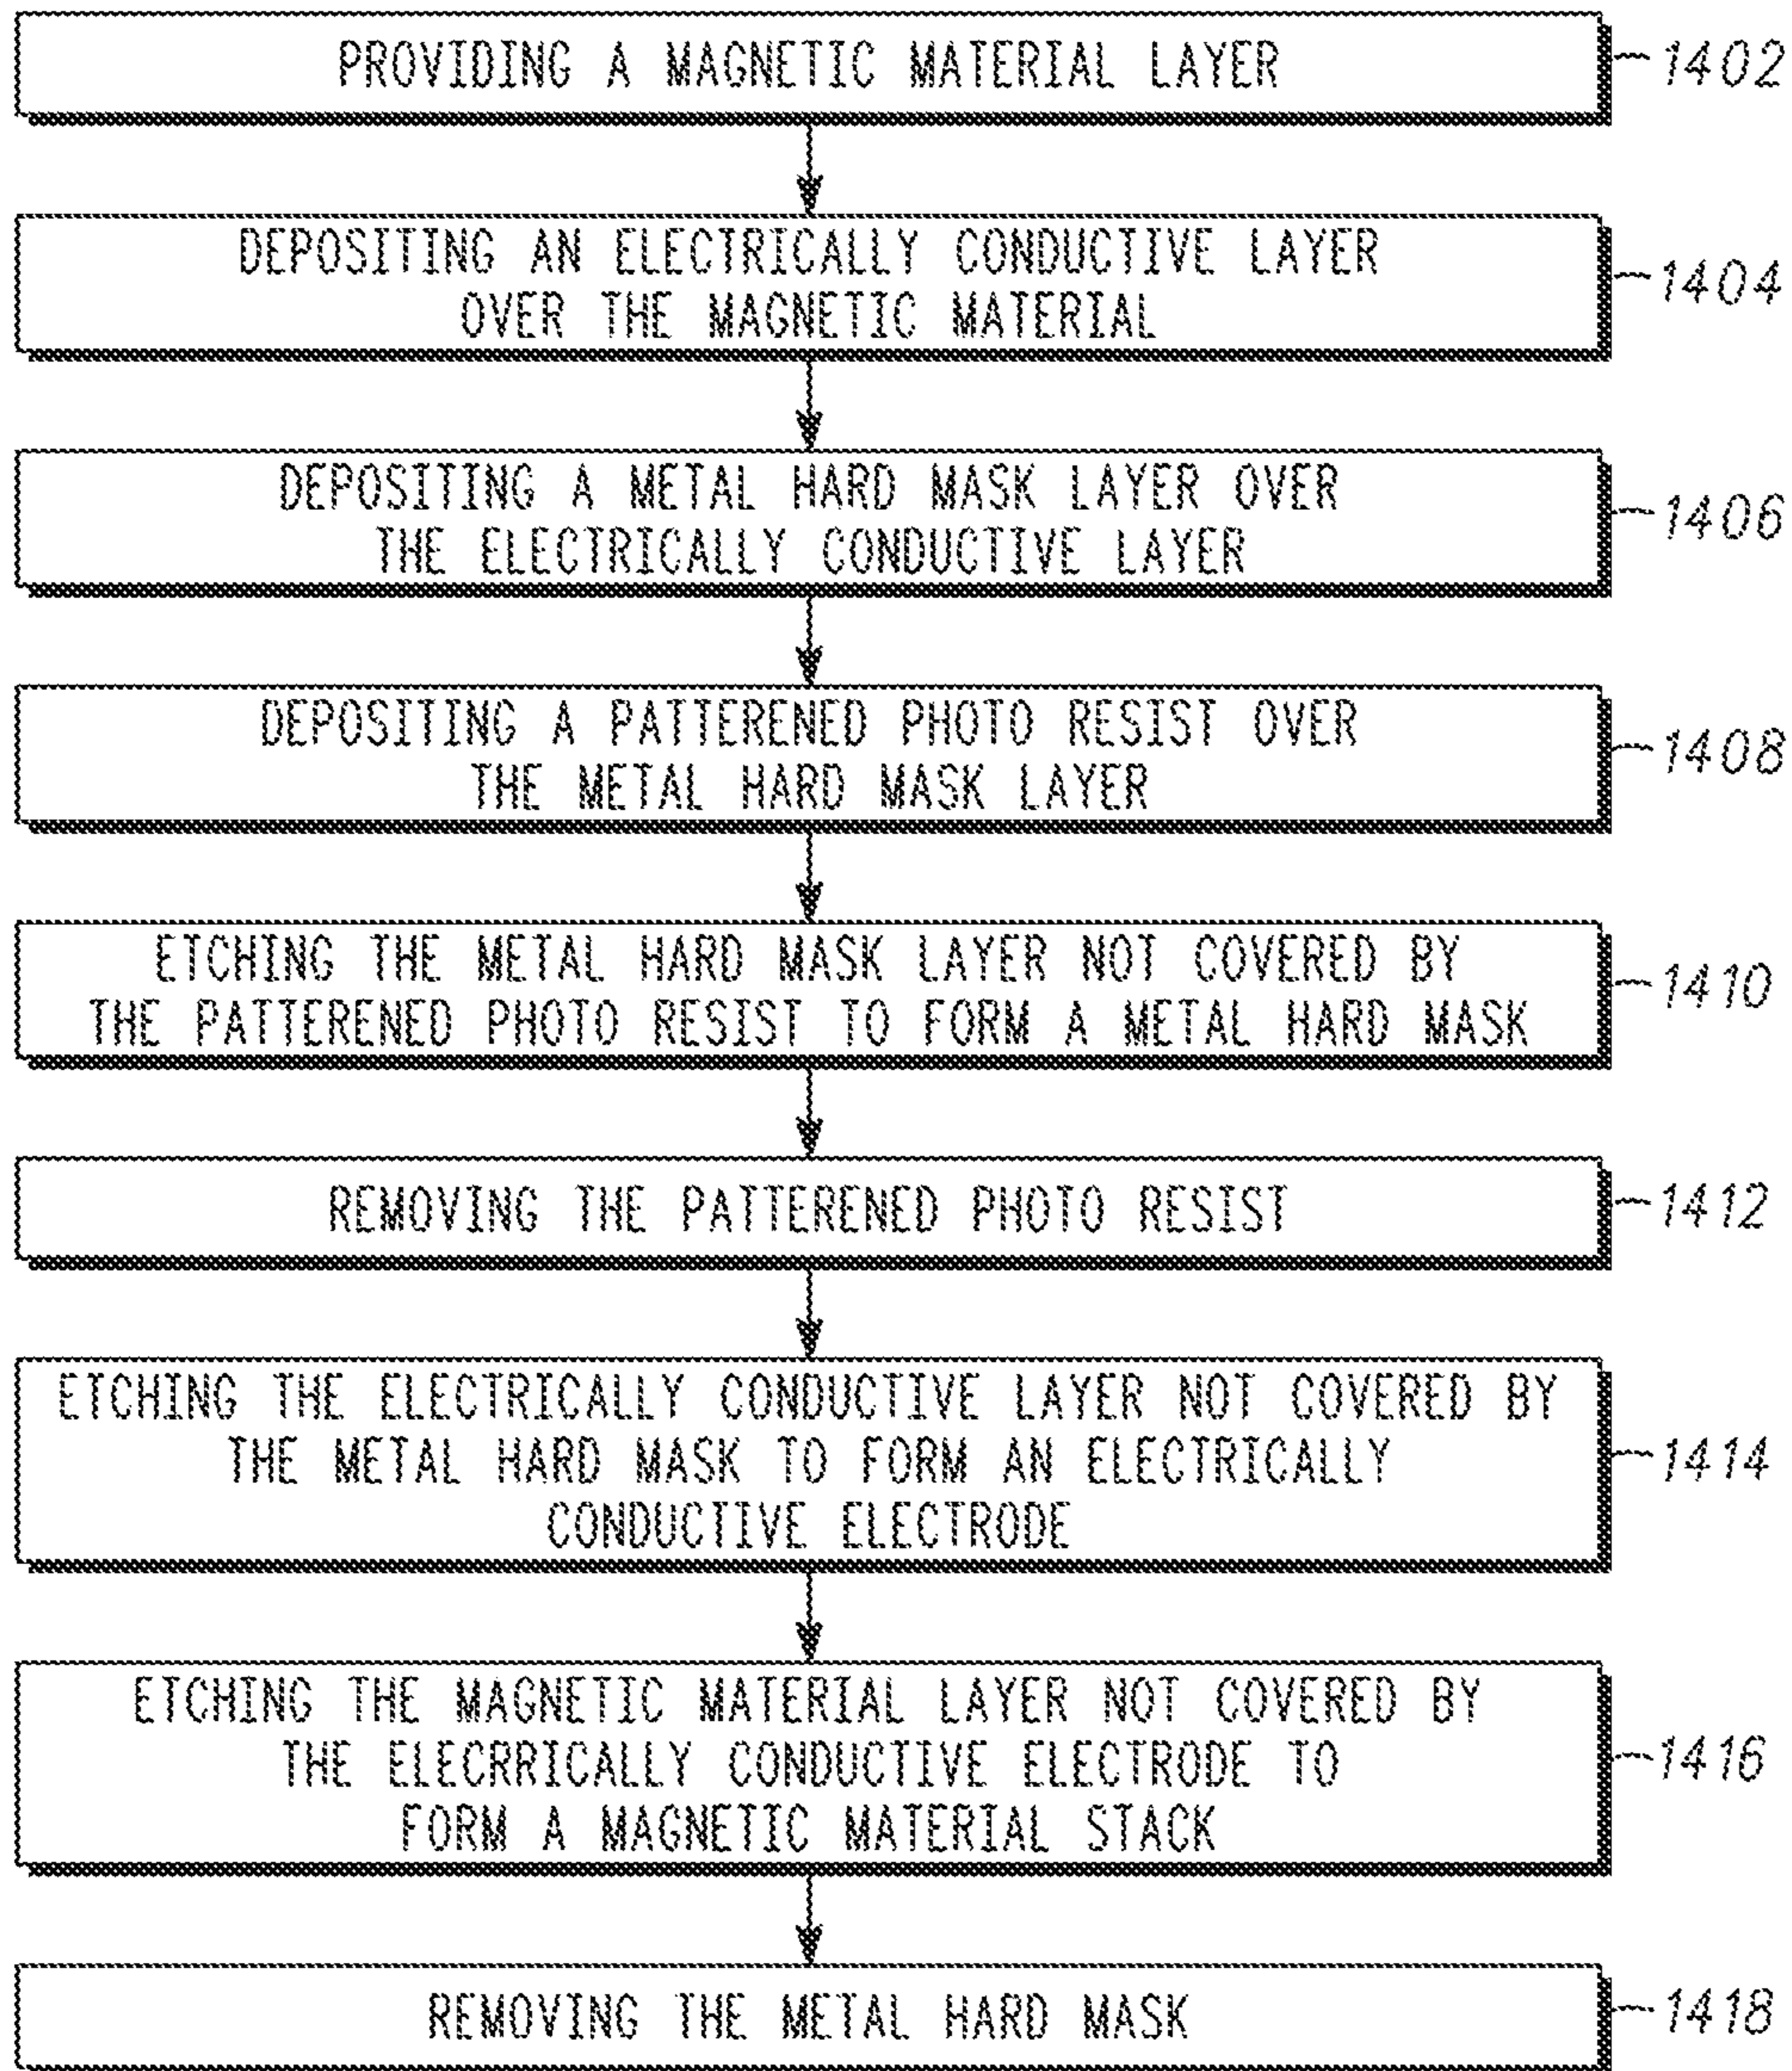 PROVIDING A MAGNETIC MATERIAL LAYER
1402
DEPOSITING AN ELECTRICALLY CONDUCTIVE LAYER
OVER THE MAGNETIC MATERIAL
1404
DEPOSITING A METAL HARD MASK LAYER OVER
THE ELECTRICALLY CONDUCTIVE LAYER
1406
DEPOSITING A PATTERENED PHOTO RESIST OVER
THE METAL HARD MASK LAYER
1408
ETCHING THE METAL HARD MASK LAYER NOT COVERED BY
THE PATTERENED PHOTO RESIST TO FORM A METAL HARD MASK
1410
REMOVING THE PATTERENED PHOTO RESIST
1412
ETCHING THE ELECTRICALLY CONDUCTIVE LAYER NOT COVERED BY
THE METAL HARD MASK TO FORM AN ELECTRICALLY
CONDUCTIVE ELECTRODE
1414
ETCHING THE MAGNETIC MATERIAL LAYER NOT COVERED BY
THE ELECRRICALLY CONDUCTIVE ELECTRODE TO
FORM A MAGNETIC MATERIAL STACK
1416
REMOVING THE METAL HARD MASK
1418